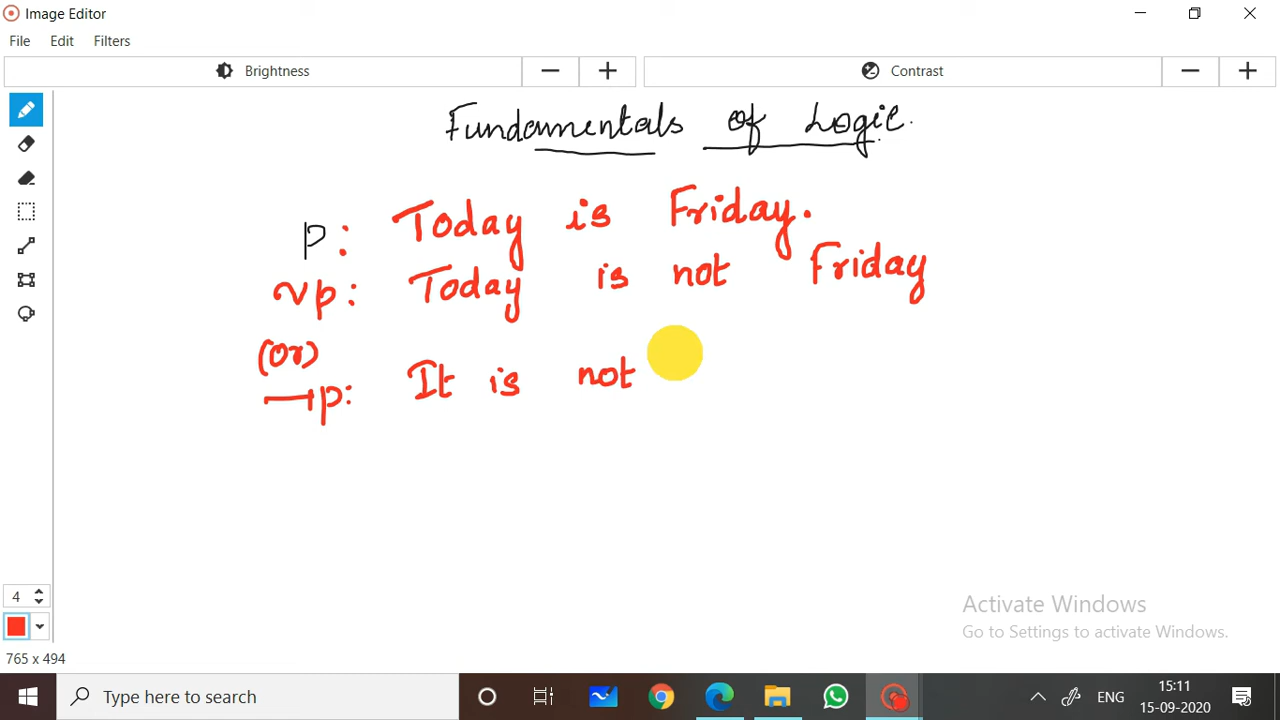 Image Editor
File Edit Filters
Brightness — + Contrast — +
Fundamentals of Logic.
p: Today is Friday.
~p: Today is not Friday
(or)
¬p: It is not
4
765 x 494
Activate Windows
Go to Settings to activate Windows.
Type here to search
ENG
15:11
15-09-2020